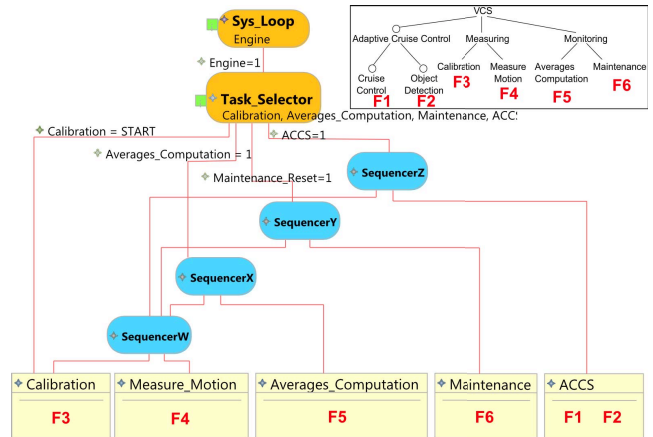 Sys_Loop
Engine
Engine=1
Task_Selector
Calibration, Averages_Computation, Maintenance, ACCS
Calibration = START
Averages_Computation = 1
Maintenance_Reset=1
ACCS=1
SequencerZ
SequencerY
SequencerX
SequencerW
Calibration
F3
Measure_Motion
F4
Averages_Computation
F5
Maintenance
F6
ACCS
F1 F2
VCS
Adaptive Cruise Control
Measuring
Monitoring
Cruise
Control
F1
Object
Detection
F2
Calibration
F3
Measure
Motion
F4
Averages
Computation
F5
Maintenance
F6